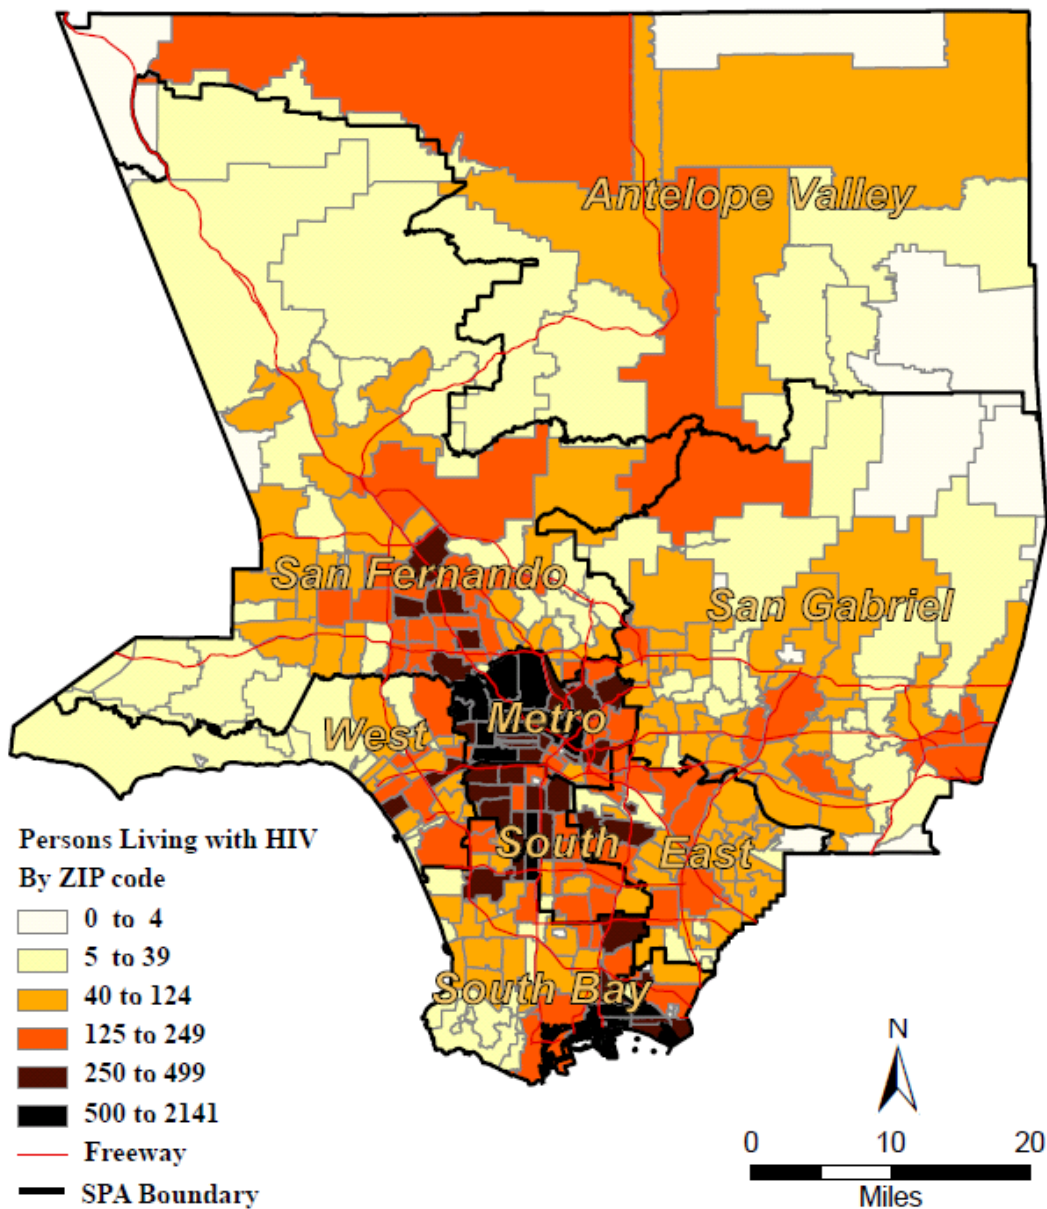 Antelope Valley
San Fernando
San Gabriel
Metro
West
South
East
South Bay
Persons Living with HIV
By ZIP code
0 to 4
5 to 39
40 to 124
125 to 249
250 to 499
500 to 2141
Freeway
SPA Boundary
N
0 10 20
Miles